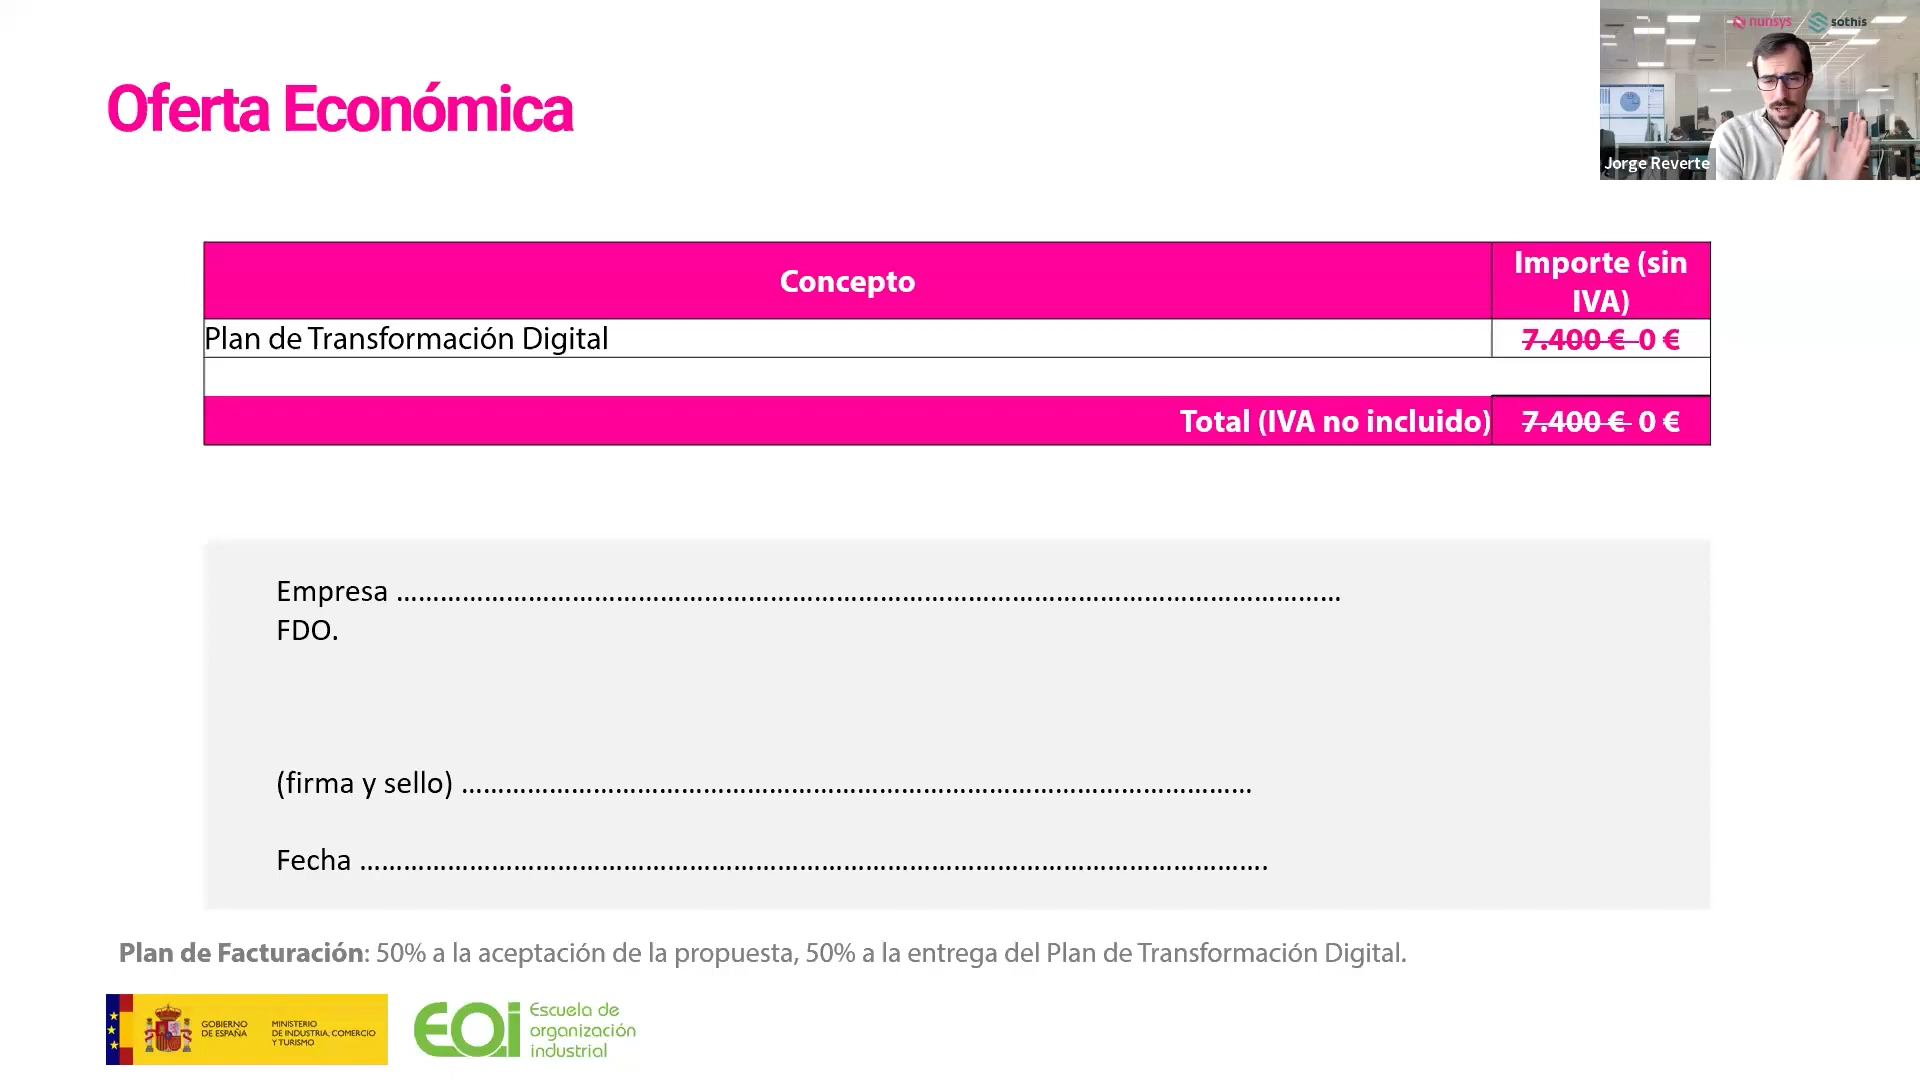 nunsys sothis
Jorge Reverte
Oferta Económica
Concepto
Importe (sin
IVA)
Plan de Transformación Digital
7.400 € 0 €
Total (IVA no incluido)
7.400 € 0 €
Empresa ………………………………………………………………………………………………………………
FDO.
(firma y sello) ……………………………………………………………………………………………
Fecha ………………………………………………………………………………………………………….
Plan de Facturación: 50% a la aceptación de la propuesta, 50% a la entrega del Plan de Transformación Digital.
GOBIERNO
DE ESPAÑA
MINISTERIO
DE INDUSTRIA, COMERCIO
Y TURISMO
EOi
Escuela de
organización
industrial